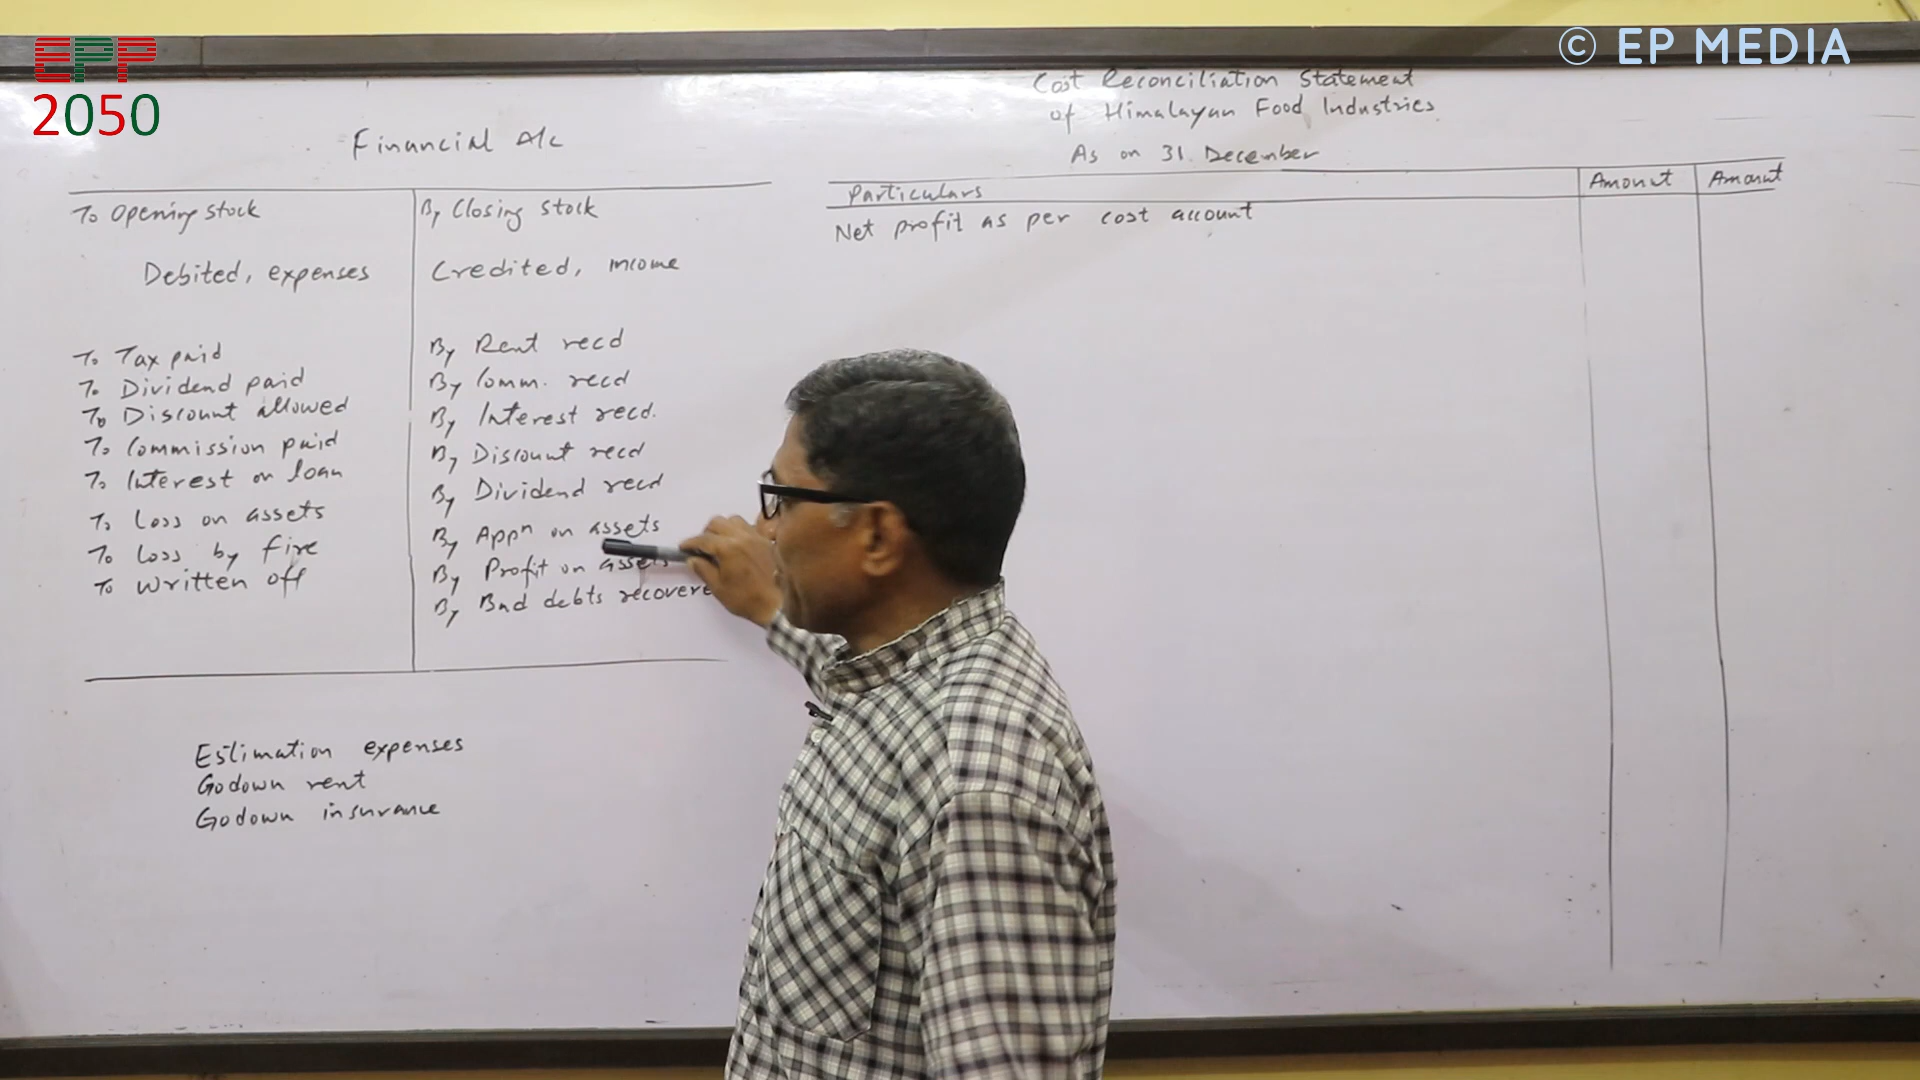 EPP
2050
© EP MEDIA
Financial A/c
To Opening stock
Debited, expenses
To Tax paid
To Dividend paid
To Discount allowed
To Commission paid
To Interest on loan
To Loss on assets
To Loss by fire
To Written off
By Closing stock
Credited, income
By Rent recd
By Comm. recd
By Interest recd.
By Discount recd
By Dividend recd
By Appn on assets
By Profit on assets
By Bad debts
Estimation expenses
Godown rent
Godown insurance
Cost Reconciliation Statement
of Himalayan Food Industries
As on 31 December
Particulars Amount Amount
Net profit as per cost account